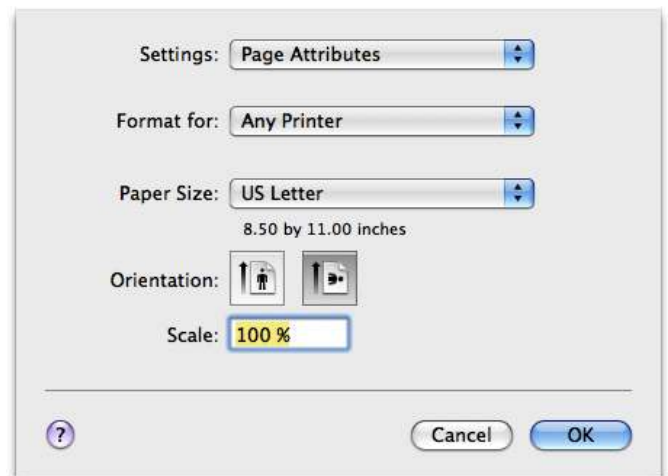 Settings: Page Attributes
Format for: Any Printer
Paper Size: US Letter
8.50 by 11.00 inches
Orientation:
Scale: 100 %
? Cancel OK